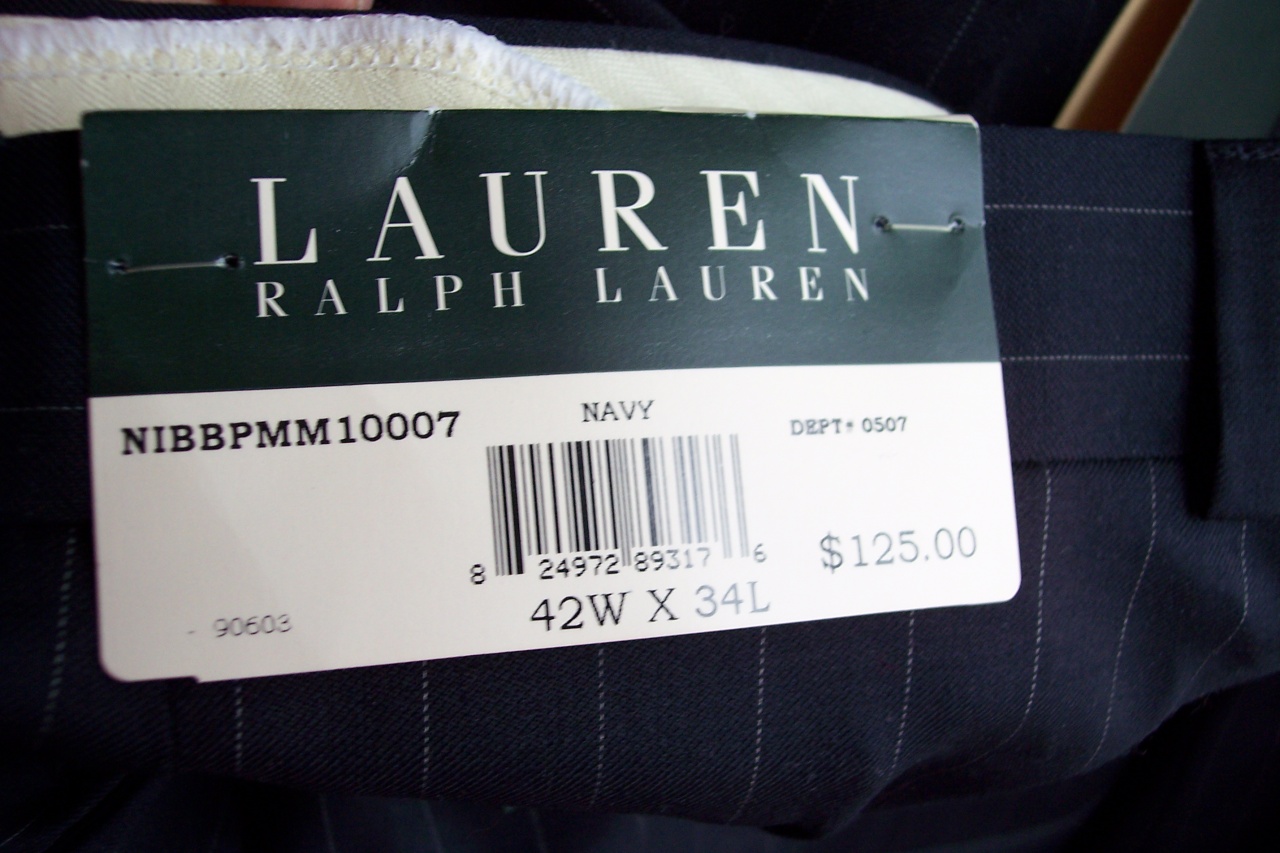 LAUREN
RALPH LAUREN
NIBBPMM10007
NAVY
DEPT# 0507
8 24972 89317 6
$125.00
42W X 34L
- 90603